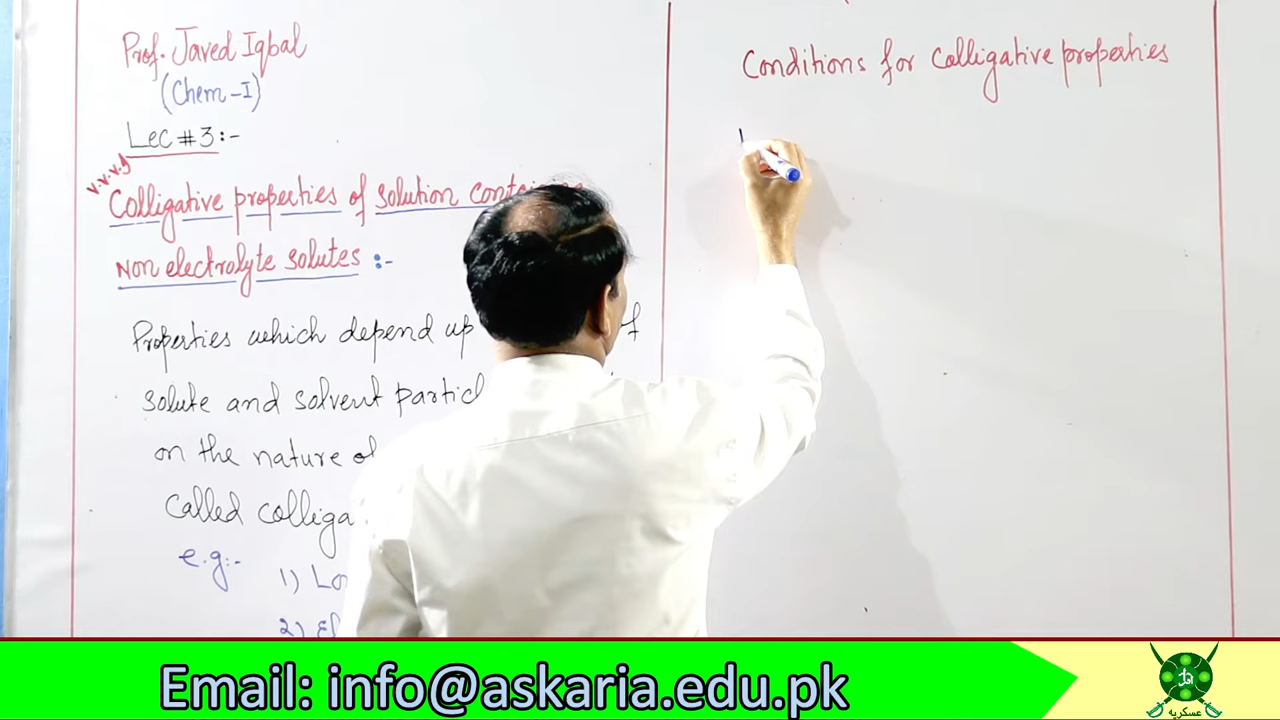 Prof. Javed Iqbal
(Chem-I)
Lec #3:-
v.v.v.g
Colligative properties of solution
Non electrolyte solutes :-
Properties which depend up of
solute and solvent particl
on the nature of
called colliga
e.g:-
1) Lo
2) El
Conditions for colligative properties
Email: info@askaria.edu.pk
عسکریہ